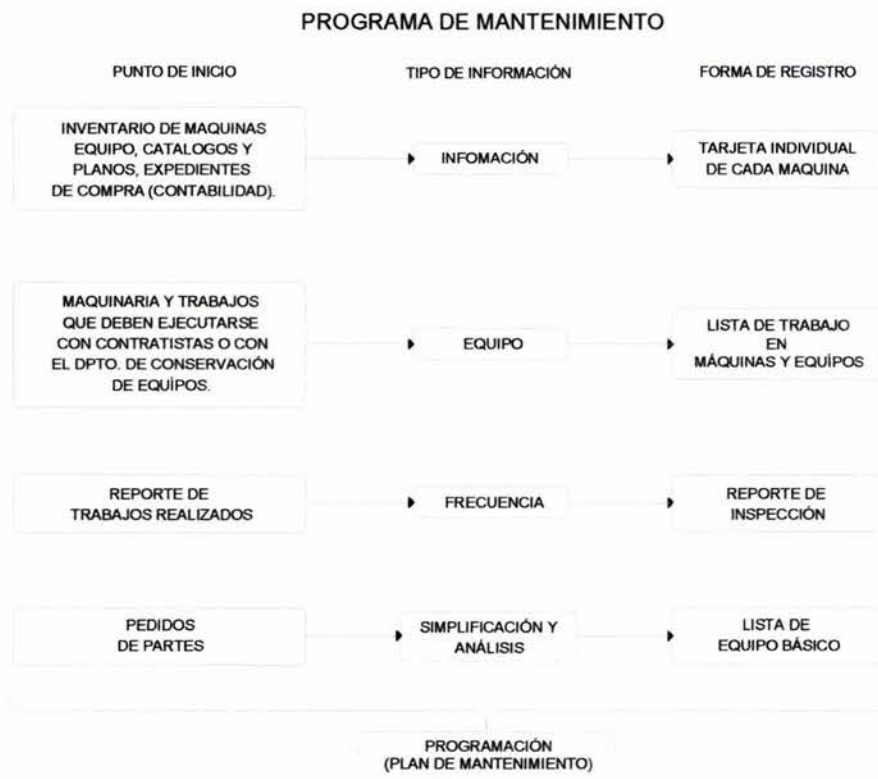 PROGRAMA DE MANTENIMIENTO
PUNTO DE INICIO
TIPO DE INFORMACIÓN
FORMA DE REGISTRO
INVENTARIO DE MAQUINAS
EQUIPO, CATALOGOS Y
PLANOS, EXPEDIENTES
DE COMPRA (CONTABILIDAD).
INFOMACIÓN
TARJETA INDIVIDUAL
DE CADA MAQUINA
MAQUINARIA Y TRABAJOS
QUE DEBEN EJECUTARSE
CON CONTRATISTAS O CON
EL DPTO. DE CONSERVACIÓN
DE EQUÍPOS.
EQUIPO
LISTA DE TRABAJO
EN
MÁQUINAS Y EQUÍPOS
REPORTE DE
TRABAJOS REALIZADOS
FRECUENCIA
REPORTE DE
INSPECCIÓN
PEDIDOS
DE PARTES
SIMPLIFICACIÓN Y
ANÁLISIS
LISTA DE
EQUIPO BÁSICO
PROGRAMACIÓN
(PLAN DE MANTENIMIENTO)